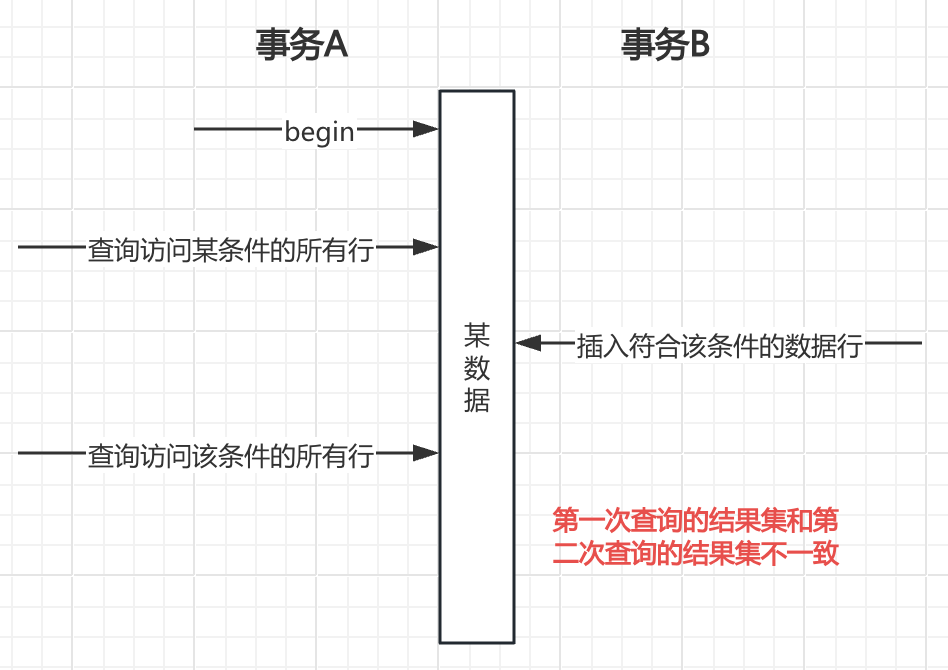 事务A
事务B
begin
查询访问某条件的所有行
某
数
据
插入符合该条件的数据行
查询访问该条件的所有行
第一次查询的结果集和第
二次查询的结果集不一致